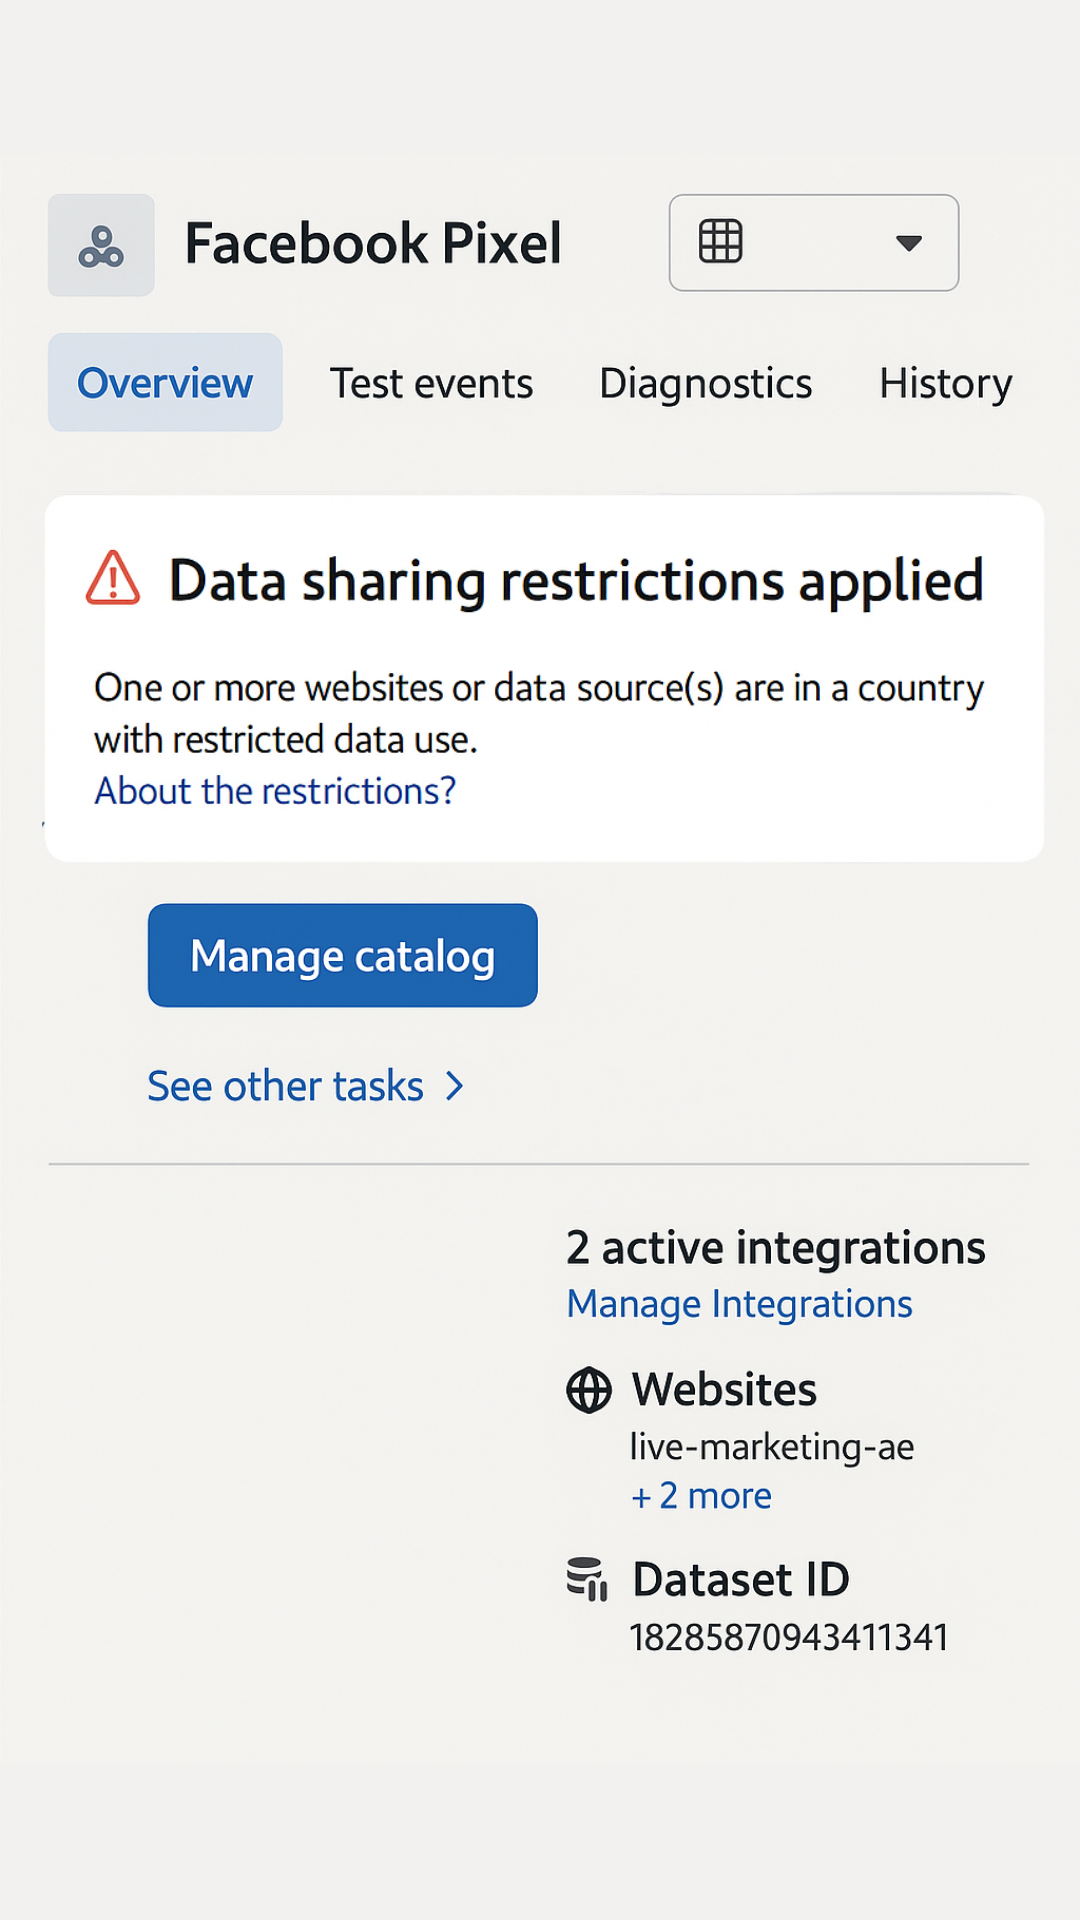 Facebook Pixel
Overview
Test events
Diagnostics
History
Data sharing restrictions applied
One or more websites or data source(s) are in a country
with restricted data use.
About the restrictions?
Manage catalog
See other tasks
2 active integrations
Manage Integrations
Websites
live-marketing-ae
+ 2 more
Dataset ID
18285870943411341